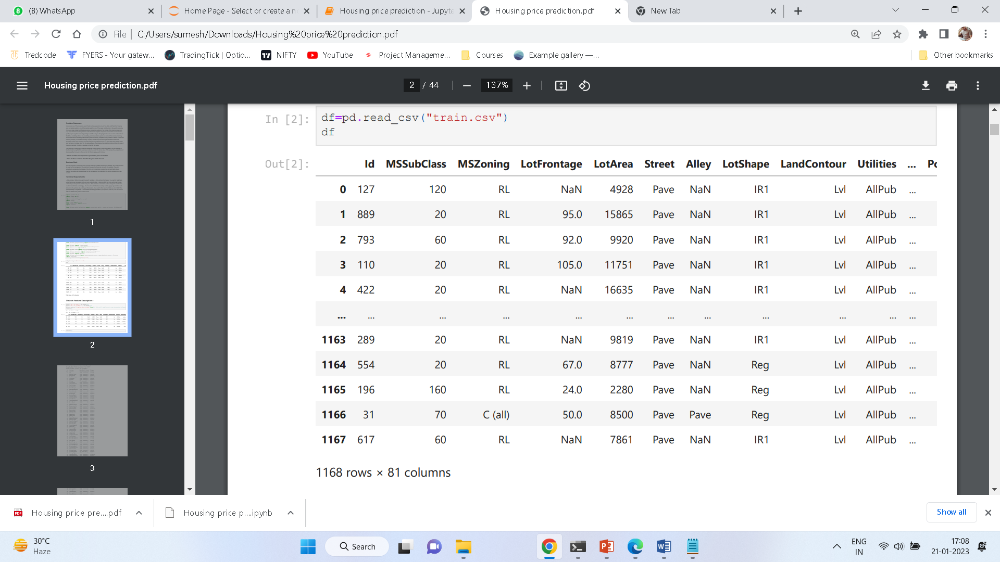 (8) WhatsApp
Home Page - Select or create a n
Housing price prediction - Jupyte
Housing price prediction.pdf
New Tab
File | C:/Users/sumesh/Downloads/Housing%20price%20prediction.pdf
Tredcode
FYERS - Your gatew...
TradingTick | Optio...
NIFTY
YouTube
Project Manageme...
Courses
Example gallery —...
Other bookmarks
Housing price prediction.pdf
2 / 44
137%
In [2]: df=pd.read_csv("train.csv")
df
Out[2]: Id MSSubClass MSZoning LotFrontage LotArea Street Alley LotShape LandContour Utilities ... Po
0 127 120 RL NaN 4928 Pave NaN IR1 Lvl AllPub ...
1 889 20 RL 95.0 15865 Pave NaN IR1 Lvl AllPub ...
2 793 60 RL 92.0 9920 Pave NaN IR1 Lvl AllPub ...
3 110 20 RL 105.0 11751 Pave NaN IR1 Lvl AllPub ...
4 422 20 RL NaN 16635 Pave NaN IR1 Lvl AllPub ...
... ... ... ... ... ... ... ... ... ... ... ...
1163 289 20 RL NaN 9819 Pave NaN IR1 Lvl AllPub ...
1164 554 20 RL 67.0 8777 Pave NaN Reg Lvl AllPub ...
1165 196 160 RL 24.0 2280 Pave NaN Reg Lvl AllPub ...
1166 31 70 C (all) 50.0 8500 Pave Pave Reg Lvl AllPub ...
1167 617 60 RL NaN 7861 Pave NaN IR1 Lvl AllPub ...
1168 rows × 81 columns
1
2
3
Housing price pre....pdf
Housing price p....ipynb
Show all
30°C
Haze
Search
ENG
IN
17:08
21-01-2023